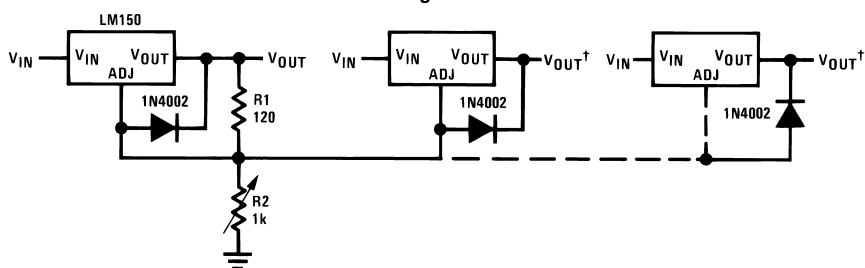 LM150
V_IN
V_IN V_OUT
ADJ
V_OUT
1N4002
R1
120
R2
1k
V_IN
V_IN V_OUT
ADJ
V_OUT†
1N4002
V_IN
V_IN V_OUT
ADJ
V_OUT†
1N4002